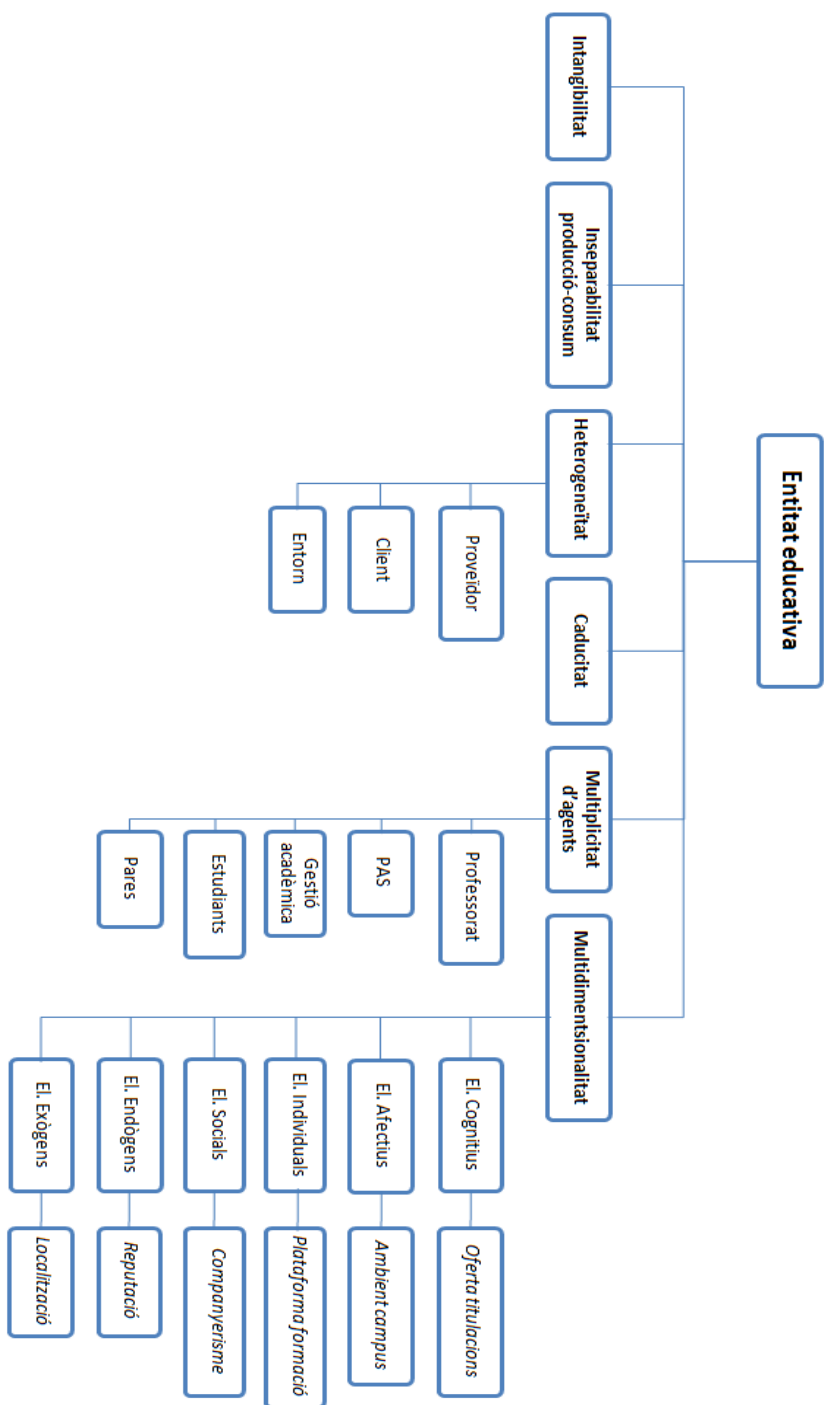 Entitat educativa
Intangibilitat
Inseparabilitat
producció-consum
Heterogeneïtat
Proveïdor
Client
Entorn
Caducitat
Multiplicitat
d'agents
Professorat
PAS
Gestió
acadèmica
Estudiants
Pares
Multidimentsionalitat
El. Cognitius
Oferta titulacions
El. Afectius
Ambient campus
El. Individuals
Plataforma formació
El. Socials
Companyerisme
El. Endògens
Reputació
El. Exògens
Localització